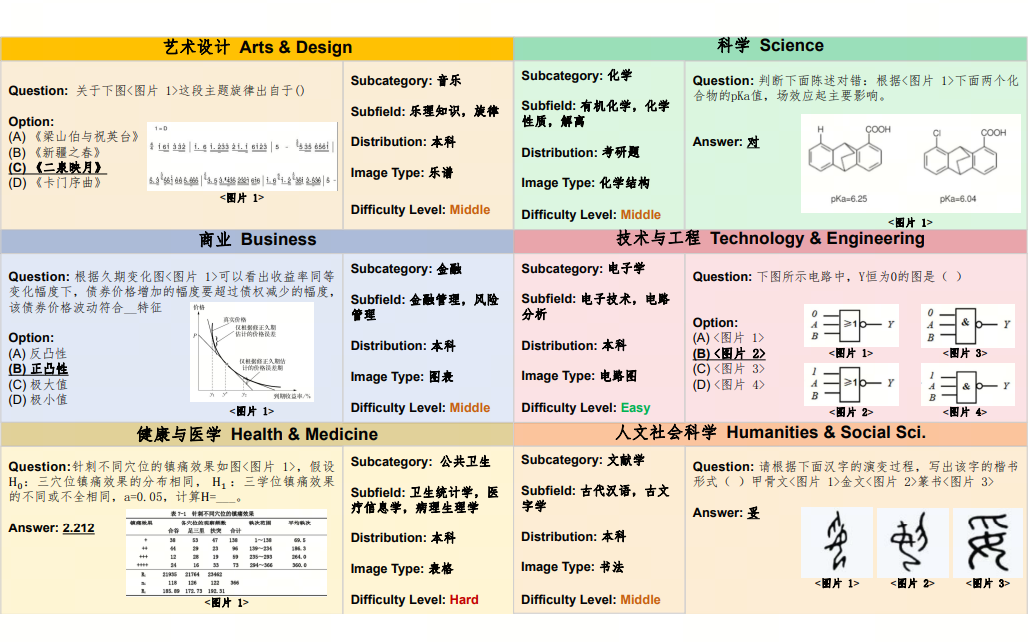 艺术设计 Arts & Design
Question: 关于下图<图片 1>这段主题旋律出自于()
Option:
(A) 《梁山伯与祝英台》
(B) 《新疆之春》
(C) 《二泉映月》
(D) 《卡门序曲》
1=D
<图片 1>
Subcategory: 音乐
Subfield: 乐理知识，旋律
Distribution: 本科
Image Type: 乐谱
Difficulty Level: Middle
科学 Science
Subcategory: 化学
Subfield: 有机化学，化学
性质，解离
Distribution: 考研题
Image Type: 化学结构
Difficulty Level: Middle
Question: 判断下面陈述对错：根据<图片 1>下面两个化
合物的pKa值，场效应起主要影响。
Answer: 对
H COOH
Cl COOH
pKa=6.25
pKa=6.04
<图片 1>
商业 Business
Question: 根据久期变化图<图片 1>可以看出收益率同等
变化幅度下，债券价格增加的幅度要超过债权减少的幅度，
该债券价格波动符合__特征
Option:
(A) 反凸性
(B) 正凸性
(C) 极大值
(D) 极小值
价格
真实价格
仅根据修正久期
估计的价格误差
P
仅根据修正久期估
计的价格误差期
到期收益率/%
<图片 1>
Subcategory: 金融
Subfield: 金融管理，风险
管理
Distribution: 本科
Image Type: 图表
Difficulty Level: Middle
技术与工程 Technology & Engineering
Subcategory: 电子学
Subfield: 电子技术，电路
分析
Distribution: 本科
Image Type: 电路图
Difficulty Level: Easy
Question: 下图所示电路中，Y恒为0的图是（ ）
Option:
(A) <图片 1>
(B) <图片 2>
(C) <图片 3>
(D) <图片 4>
0 A B ≥1 Y
<图片 1>
0 A B & Y
<图片 3>
1 A B ≥1 Y
<图片 2>
1 A B & Y
<图片 4>
健康与医学 Health & Medicine
Question:针刺不同穴位的镇痛效果如图<图片 1>，假设
H₀：三穴位镇痛效果的分布相同， H₁：三学位镇痛效果
的不同或不全相同，a=0.05，计算H=___。
Answer: 2.212
表 7-1 针刺不同穴位的镇痛效果
镇痛效果 各穴位的观察频数 秩次范围 平均秩次
合谷 足三里 扶突 合计
+ 38 53 47 138 1～138 69.5
++ 44 29 23 96 139～234 186.5
+++ 12 28 19 59 235～293 264.0
++++ 24 16 33 73 294～366 330.0
Rᵢ 21935 21764 23462
nᵢ 118 126 122 366
R̄ᵢ 185.89 172.73 192.31
<图片 1>
Subcategory: 公共卫生
Subfield: 卫生统计学，医
疗信息学，病理生理学
Distribution: 本科
Image Type: 表格
Difficulty Level: Hard
人文社会科学 Humanities & Social Sci.
Subcategory: 文献学
Subfield: 古代汉语，古文
字学
Distribution: 本科
Image Type: 书法
Difficulty Level: Middle
Question: 请根据下面汉字的演变过程，写出该字的楷书
形式（ ）甲骨文<图片 1>金文<图片 2>篆书<图片 3>
Answer: 爰
<图片 1>
<图片 2>
<图片 3>